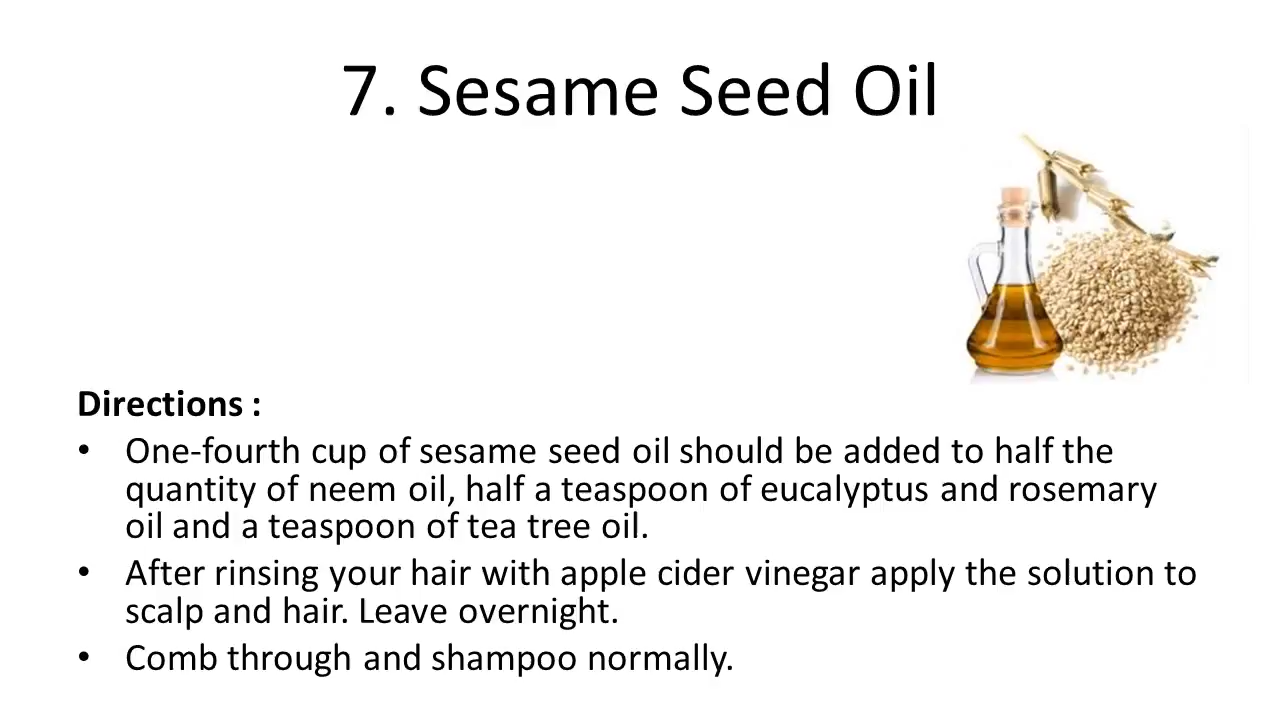 7. Sesame Seed Oil
Directions :
• One-fourth cup of sesame seed oil should be added to half the
quantity of neem oil, half a teaspoon of eucalyptus and rosemary
oil and a teaspoon of tea tree oil.
• After rinsing your hair with apple cider vinegar apply the solution to
scalp and hair. Leave overnight.
• Comb through and shampoo normally.